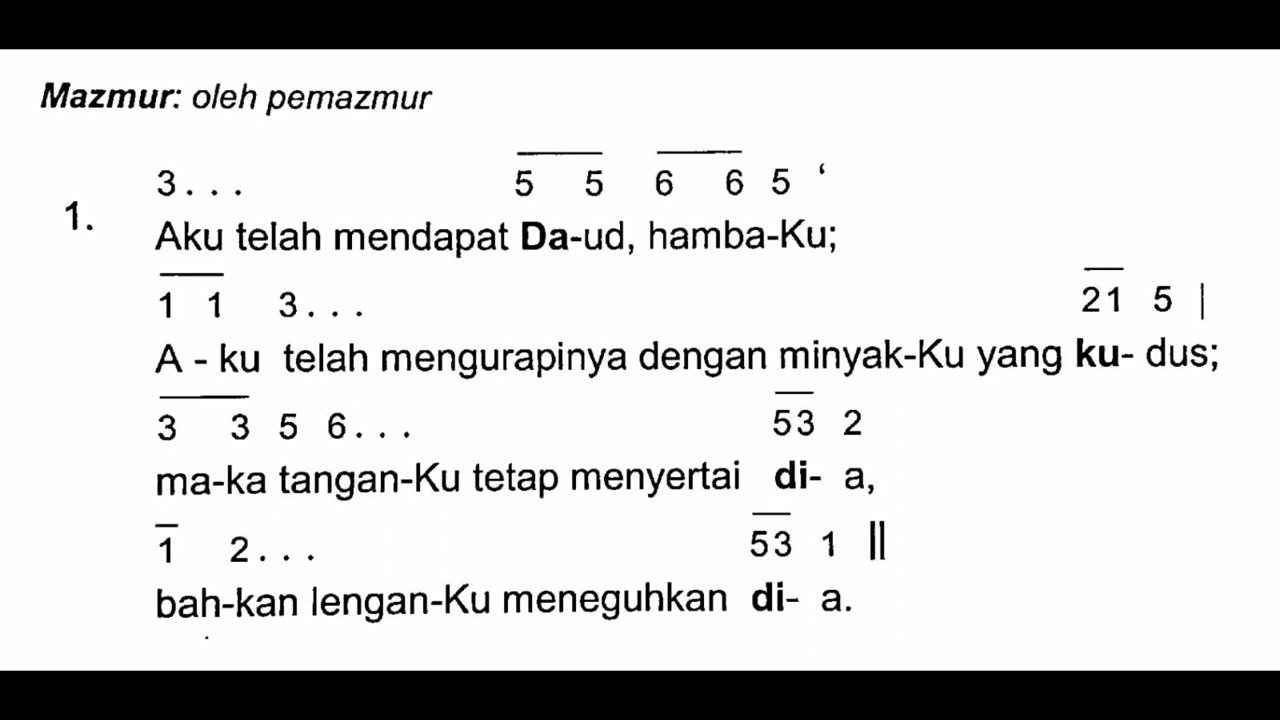 Mazmur: oleh pemazmur
3 . . . 5 5 6 6 5 ‘
1.
Aku telah mendapat Da-ud, hamba-Ku;
1 1 3 . . . 21 5 |
A - ku telah mengurapinya dengan minyak-Ku yang ku- dus;
3 3 5 6 . . . 53 2
ma-ka tangan-Ku tetap menyertai di- a,
1 2 . . . 53 1 ||
bah-kan lengan-Ku meneguhkan di- a.